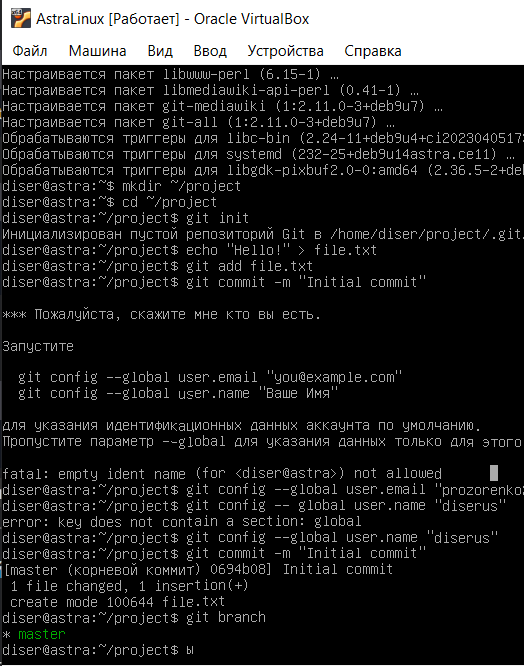 AstraLinux [Работает] - Oracle VirtualBox
Файл Машина Вид Ввод Устройства Справка
Настраивается пакет libwww-perl (6.15-1) …
Настраивается пакет libmediawiki-api-perl (0.41-1) …
Настраивается пакет git-mediawiki (1:2.11.0-3+deb9u7) …
Настраивается пакет git-all (1:2.11.0-3+deb9u7) …
Обрабатываются триггеры для libc-bin (2.24-11+deb9u4+ci2023040517
Обрабатываются триггеры для systemd (232-25+deb9u14astra.ce11) …
Обрабатываются триггеры для libgdk-pixbuf2.0-0:amd64 (2.36.5-2+de
diser@astra:~$ mkdir ~/project
diser@astra:~$ cd ~/project
diser@astra:~/project$ git init
Инициализирован пустой репозиторий Git в /home/diser/project/.git
diser@astra:~/project$ echo "Hello!" > file.txt
diser@astra:~/project$ git add file.txt
diser@astra:~/project$ git commit -m "Initial commit"
*** Пожалуйста, скажите мне кто вы есть.
Запустите
git config --global user.email "you@example.com"
git config --global user.name "Ваше Имя"
для указания идентификационных данных аккаунта по умолчанию.
Пропустите параметр --global для указания данных только для этого
fatal: empty ident name (for <diser@astra>) not allowed
diser@astra:~/project$ git config --global user.email "prozorenko
diser@astra:~/project$ git config -- global user.name "diserus"
error: key does not contain a section: global
diser@astra:~/project$ git config --global user.name "diserus"
diser@astra:~/project$ git commit -m "Initial commit"
[master (корневой коммит) 0694b08] Initial commit
1 file changed, 1 insertion(+)
create mode 100644 file.txt
diser@astra:~/project$ git branch
* master
diser@astra:~/project$ ы